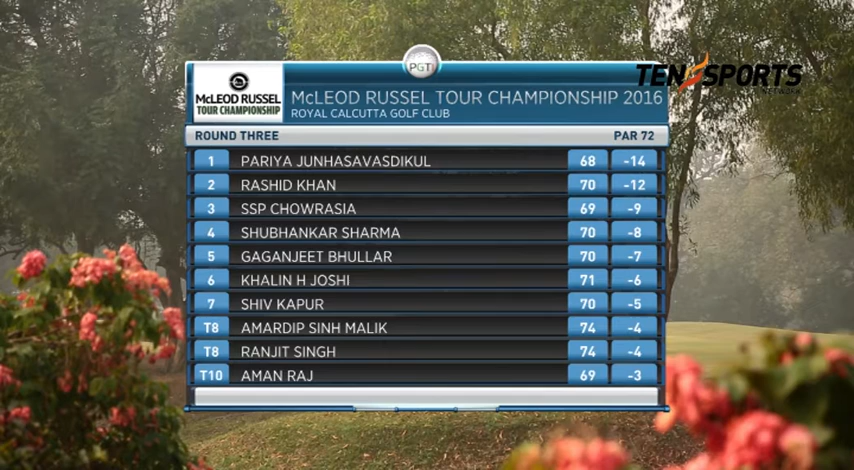 PGTI
TEN SPORTS
NETWORK
McLEOD RUSSEL
TOUR CHAMPIONSHIP
McLEOD RUSSEL TOUR CHAMPIONSHIP 2016
ROYAL CALCUTTA GOLF CLUB
ROUND THREE PAR 72
1 PARIYA JUNHASAVASDIKUL 68 -14
2 RASHID KHAN 70 -12
3 SSP CHOWRASIA 69 -9
4 SHUBHANKAR SHARMA 70 -8
5 GAGANJEET BHULLAR 70 -7
6 KHALIN H JOSHI 71 -6
7 SHIV KAPUR 70 -5
T8 AMARDIP SINH MALIK 74 -4
T8 RANJIT SINGH 74 -4
T10 AMAN RAJ 69 -3